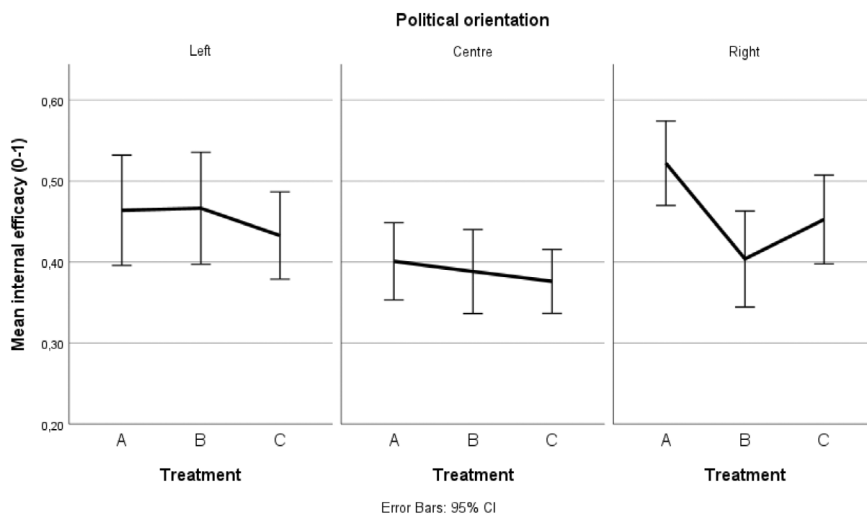 Political orientation
Left Centre Right
Mean internal efficacy (0-1)
0,60
0,50
0,40
0,30
0,20
A B C A B C A B C
Treatment Treatment Treatment
Error Bars: 95% CI